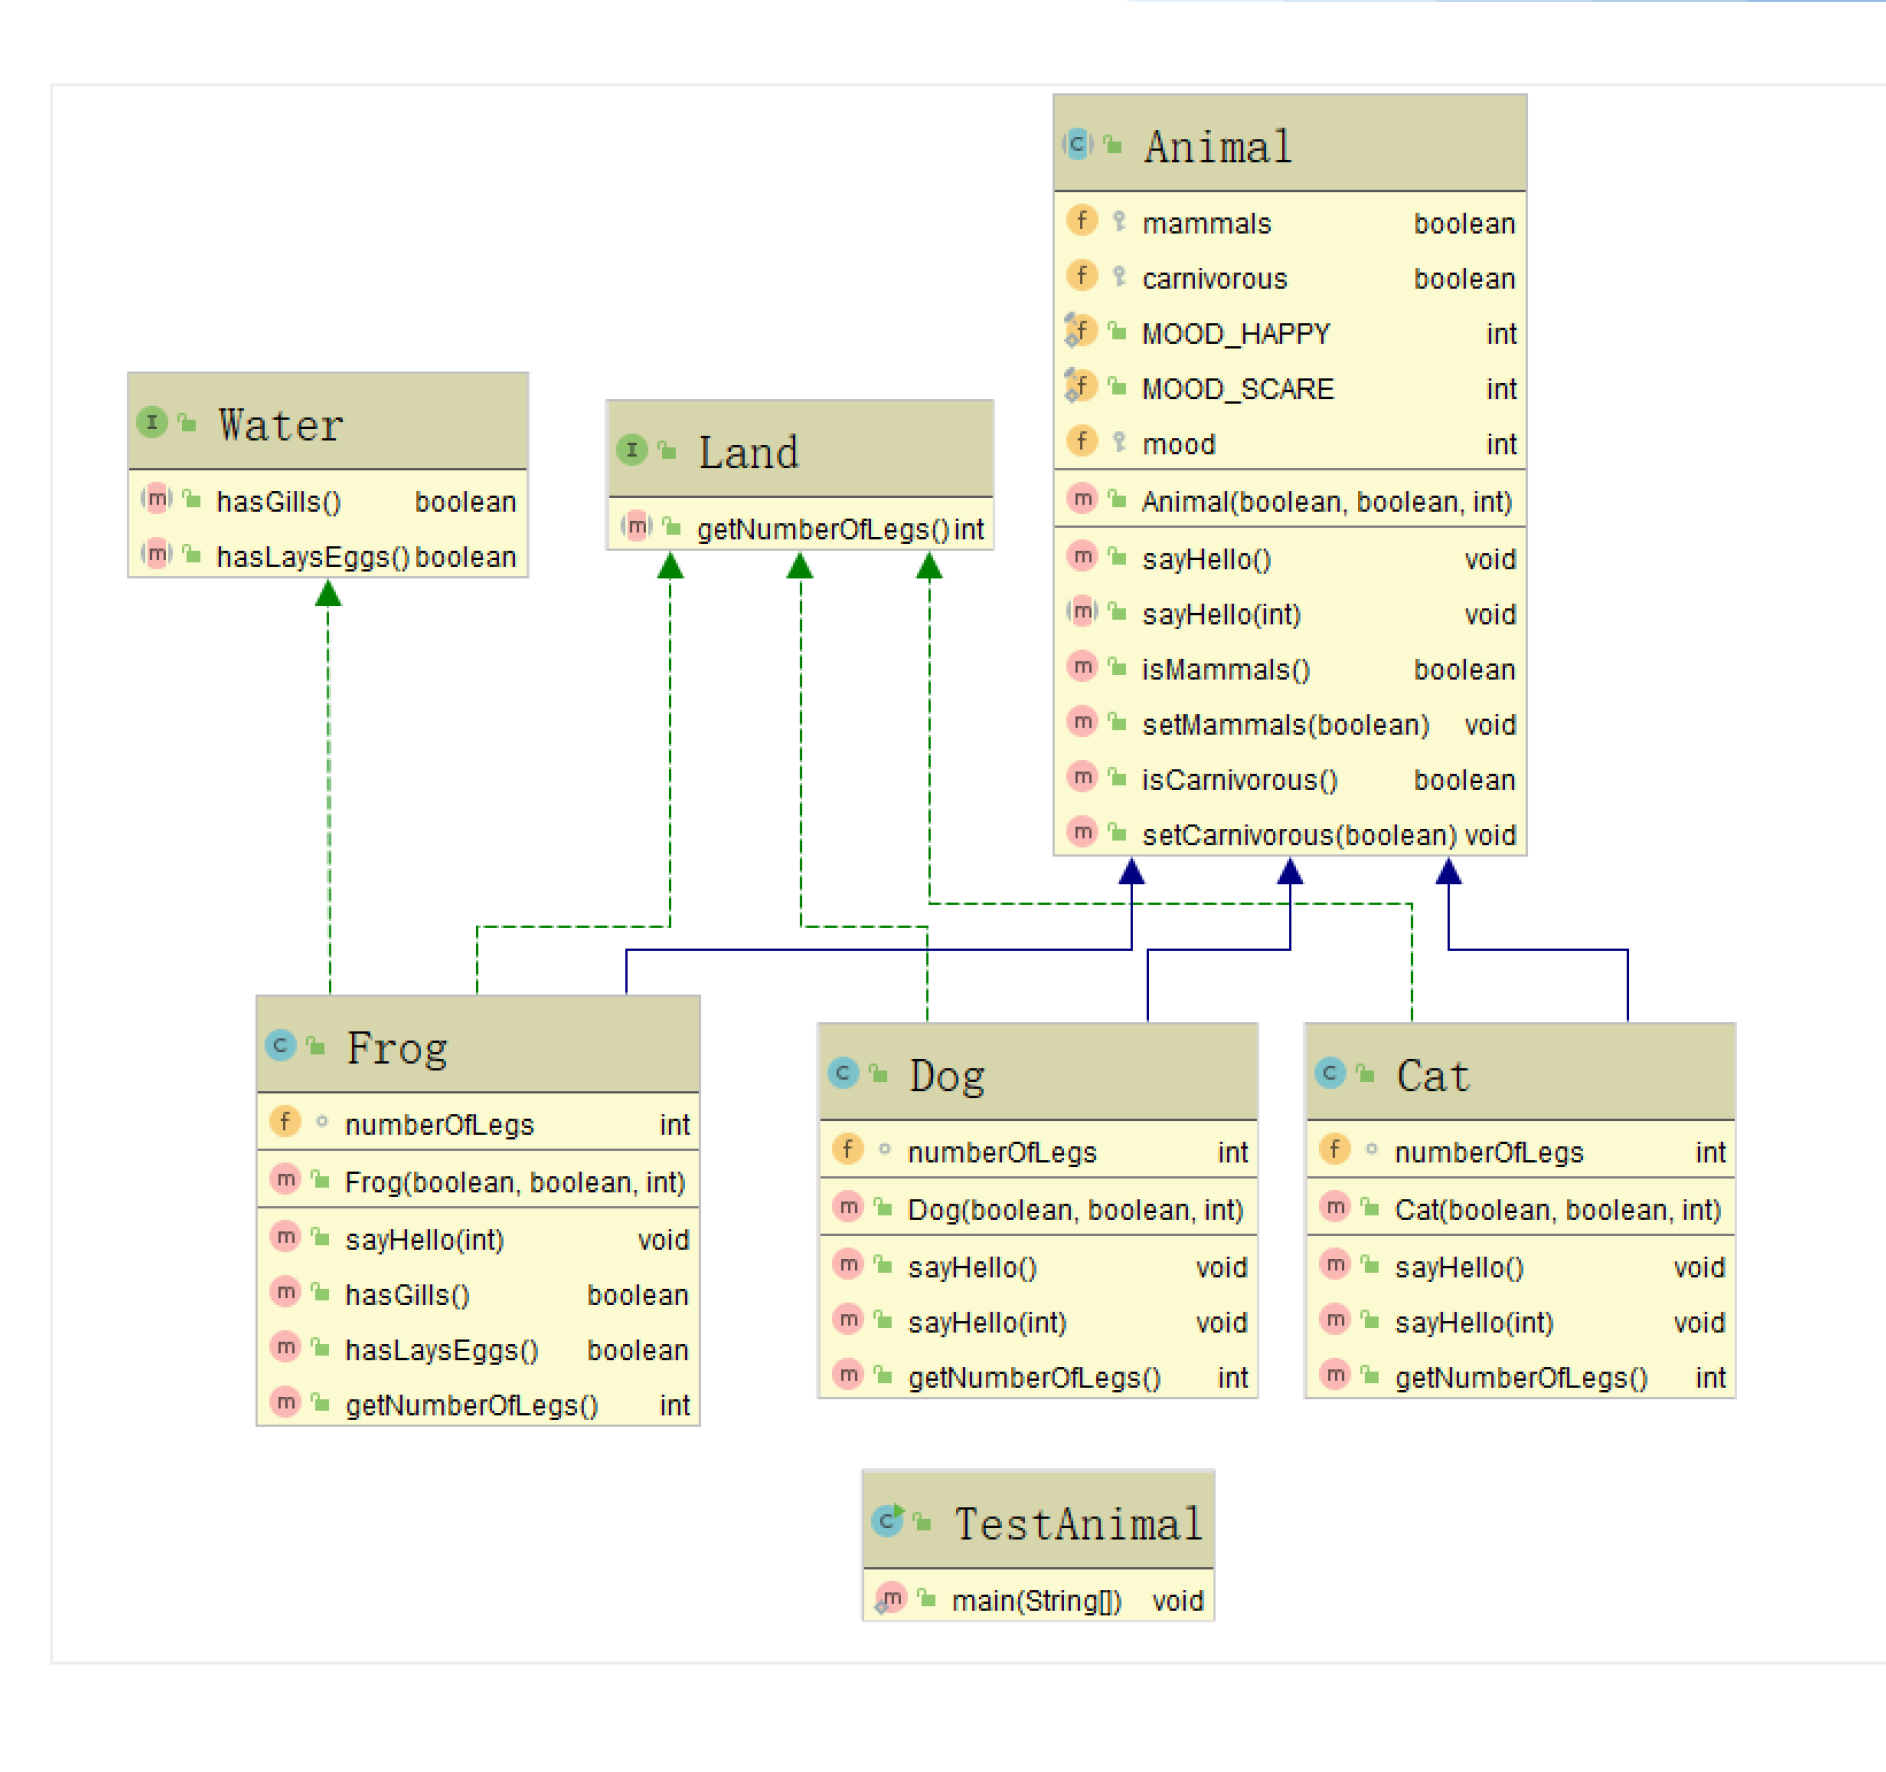 Animal
mammals boolean
carnivorous boolean
MOOD_HAPPY int
MOOD_SCARE int
mood int
Animal(boolean, boolean, int)
sayHello() void
sayHello(int) void
isMammals() boolean
setMammals(boolean) void
isCarnivorous() boolean
setCarnivorous(boolean) void
Water
hasGills() boolean
hasLaysEggs() boolean
Land
getNumberOfLegs() int
Frog
numberOfLegs int
Frog(boolean, boolean, int)
sayHello(int) void
hasGills() boolean
hasLaysEggs() boolean
getNumberOfLegs() int
Dog
numberOfLegs int
Dog(boolean, boolean, int)
sayHello() void
sayHello(int) void
getNumberOfLegs() int
Cat
numberOfLegs int
Cat(boolean, boolean, int)
sayHello() void
sayHello(int) void
getNumberOfLegs() int
TestAnimal
main(String[]) void